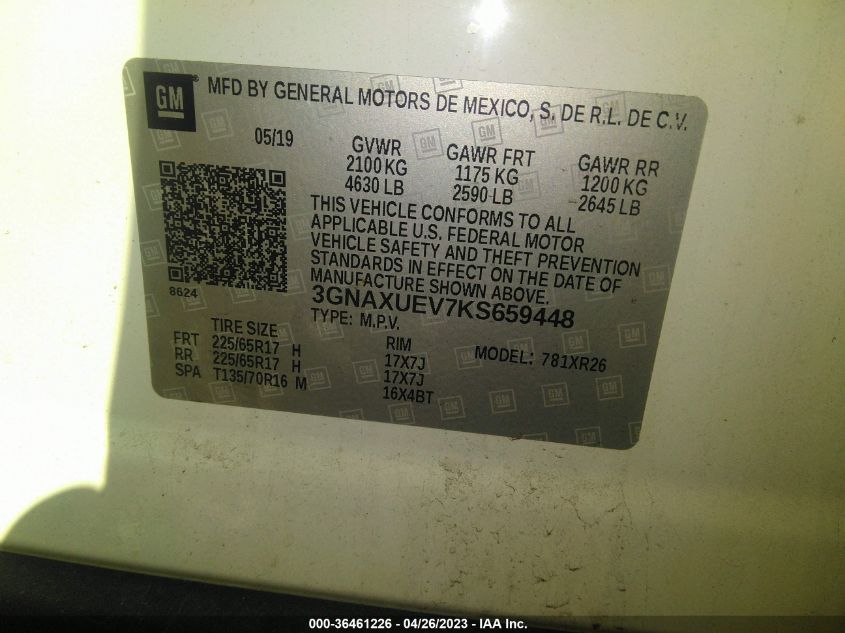 GM
MFD BY GENERAL MOTORS DE MEXICO, S. DE R.L. DE C.V.
05/19
GVWR
2100 KG
4630 LB
GAWR FRT
1175 KG
2590 LB
GAWR RR
1200 KG
2645 LB
THIS VEHICLE CONFORMS TO ALL
APPLICABLE U.S. FEDERAL MOTOR
VEHICLE SAFETY AND THEFT PREVENTION
STANDARDS IN EFFECT ON THE DATE OF
MANUFACTURE SHOWN ABOVE.
8624
3GNAXUEV7KS659448
TYPE: M.P.V.
MODEL: 781XR26
TIRE SIZE
RIM
FRT 225/65R17 H 17X7J
RR 225/65R17 H 17X7J
SPA T135/70R16 M 16X4BT
000-36461226 - 04/26/2023 - IAA Inc.